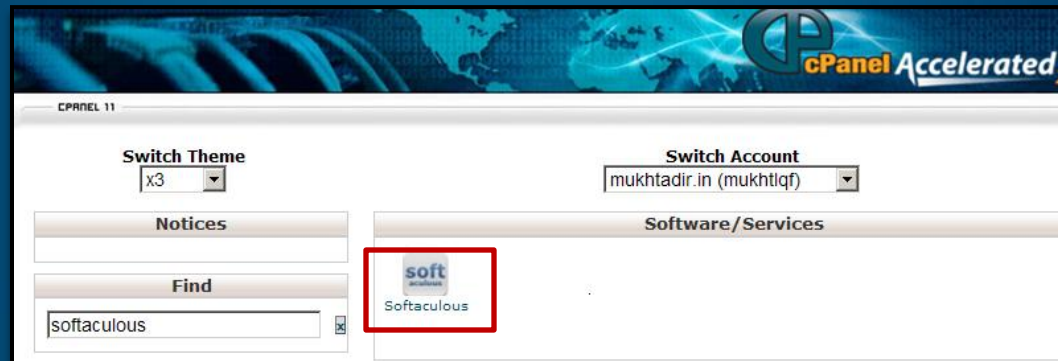 cPanel Accelerated
CPANEL 11
Switch Theme
x3
Switch Account
mukhtadir.in (mukhtlqf)
Notices
Software/Services
Find
softaculous
x
soft
aculous
Softaculous